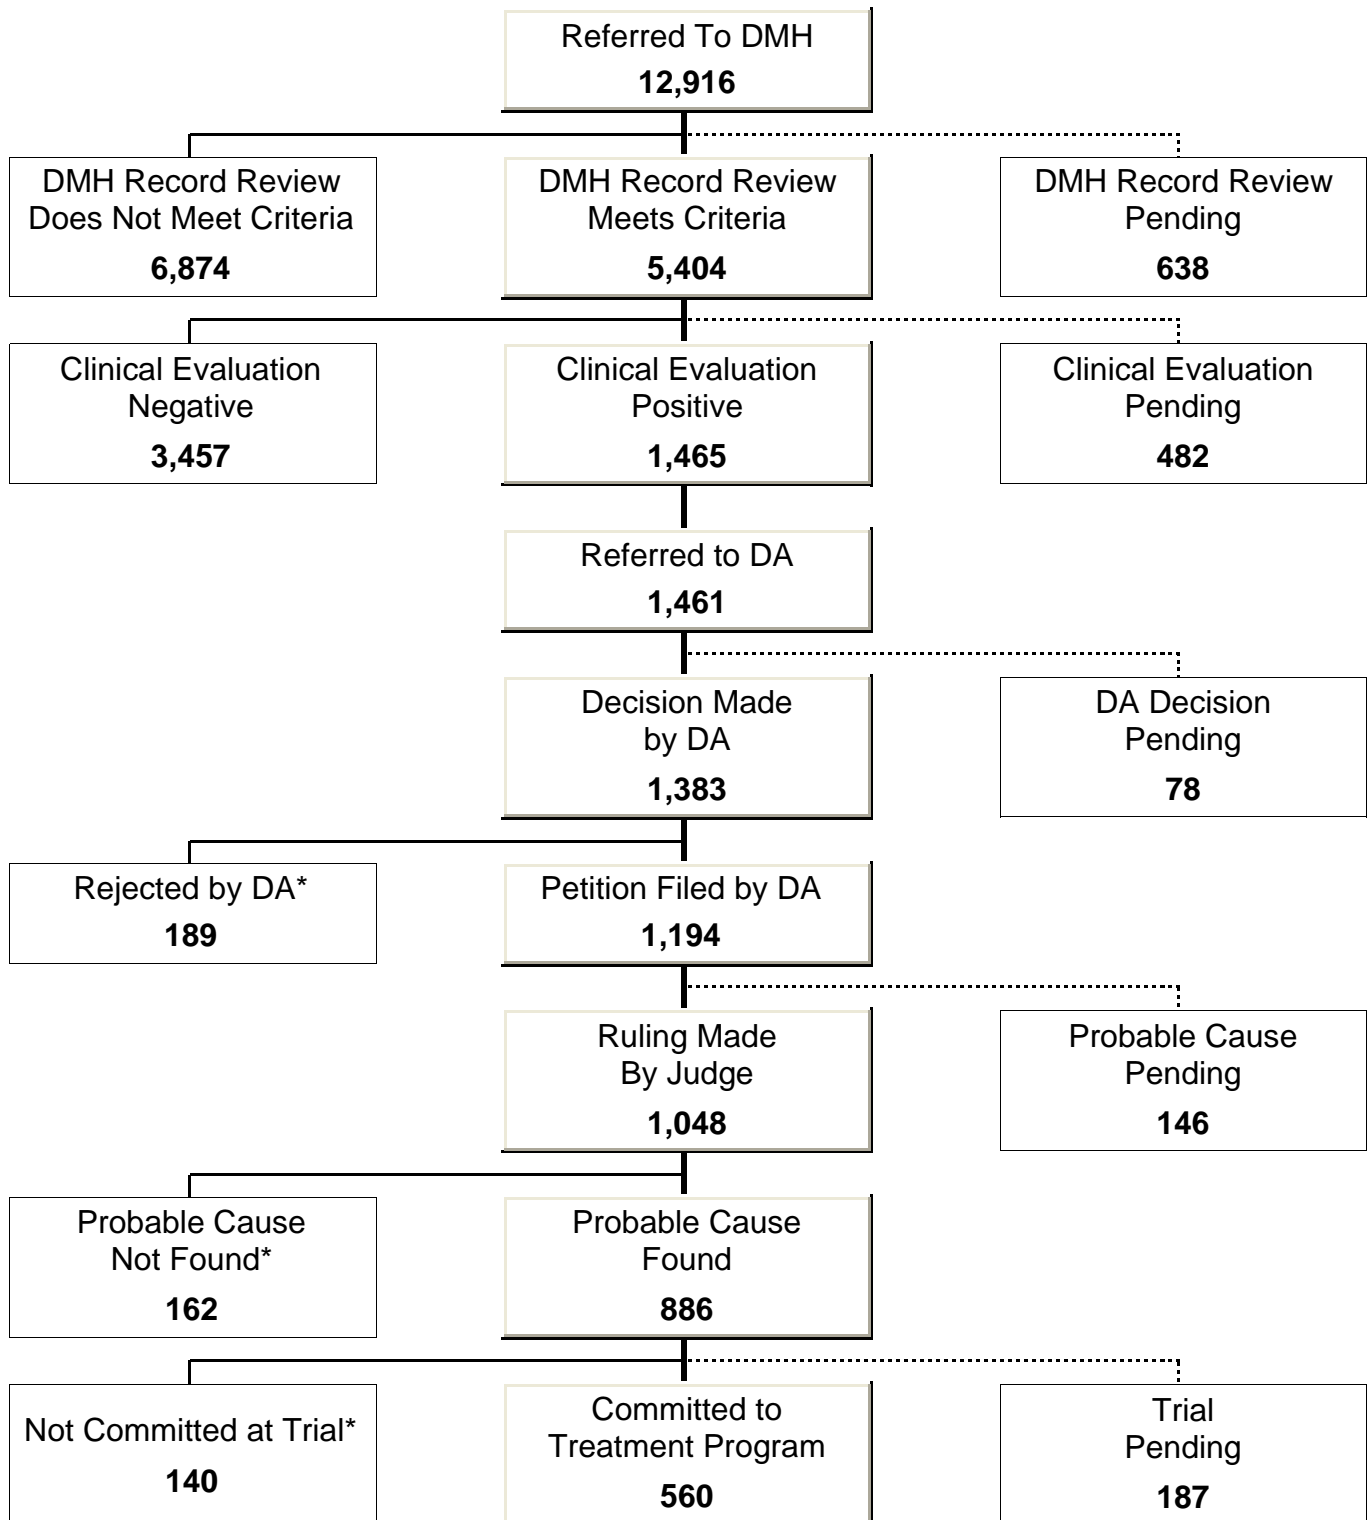 Referred To DMH
12,916
DMH Record Review
Does Not Meet Criteria
6,874
DMH Record Review
Meets Criteria
5,404
DMH Record Review
Pending
638
Clinical Evaluation
Negative
3,457
Clinical Evaluation
Positive
1,465
Clinical Evaluation
Pending
482
Referred to DA
1,461
Decision Made
by DA
1,383
DA Decision
Pending
78
Rejected by DA*
189
Petition Filed by DA
1,194
Ruling Made
By Judge
1,048
Probable Cause
Pending
146
Probable Cause
Not Found*
162
Probable Cause
Found
886
Not Committed at Trial*
140
Committed to
Treatment Program
560
Trial
Pending
187